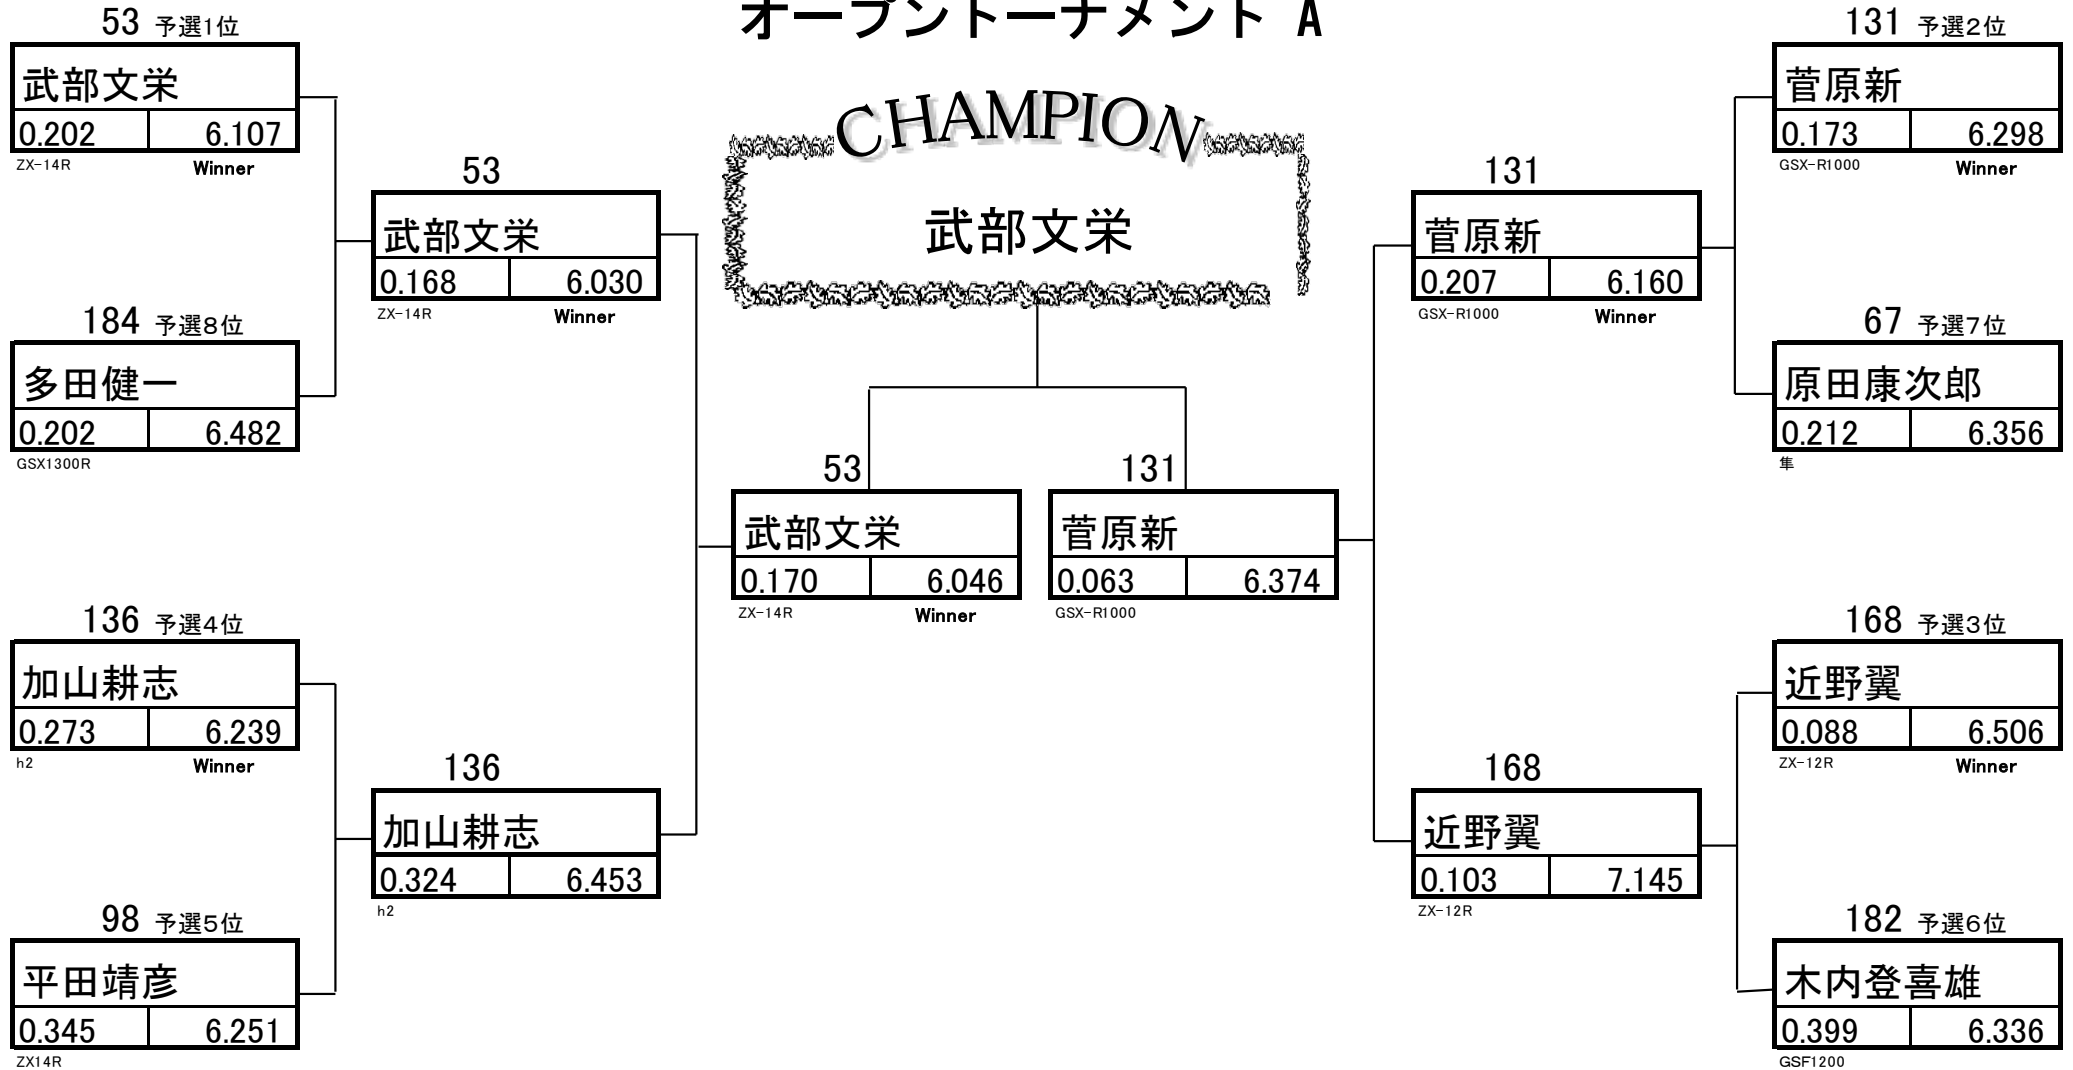 オープントーナメント A
CHAMPION
武部文栄
53 予選1位
武部文栄
0.202 6.107
ZX-14R Winner
184 予選8位
多田健一
0.202 6.482
GSX1300R
136 予選4位
加山耕志
0.273 6.239
h2 Winner
98 予選5位
平田靖彦
0.345 6.251
ZX14R
53
武部文栄
0.168 6.030
ZX-14R Winner
136
加山耕志
0.324 6.453
h2
53
武部文栄
0.170 6.046
ZX-14R Winner
131
菅原新
0.063 6.374
GSX-R1000
131
菅原新
0.207 6.160
GSX-R1000 Winner
168
近野翼
0.103 7.145
ZX-12R
131 予選2位
菅原新
0.173 6.298
GSX-R1000 Winner
67 予選7位
原田康次郎
0.212 6.356
隼
168 予選3位
近野翼
0.088 6.506
ZX-12R Winner
182 予選6位
木内登喜雄
0.399 6.336
GSF1200